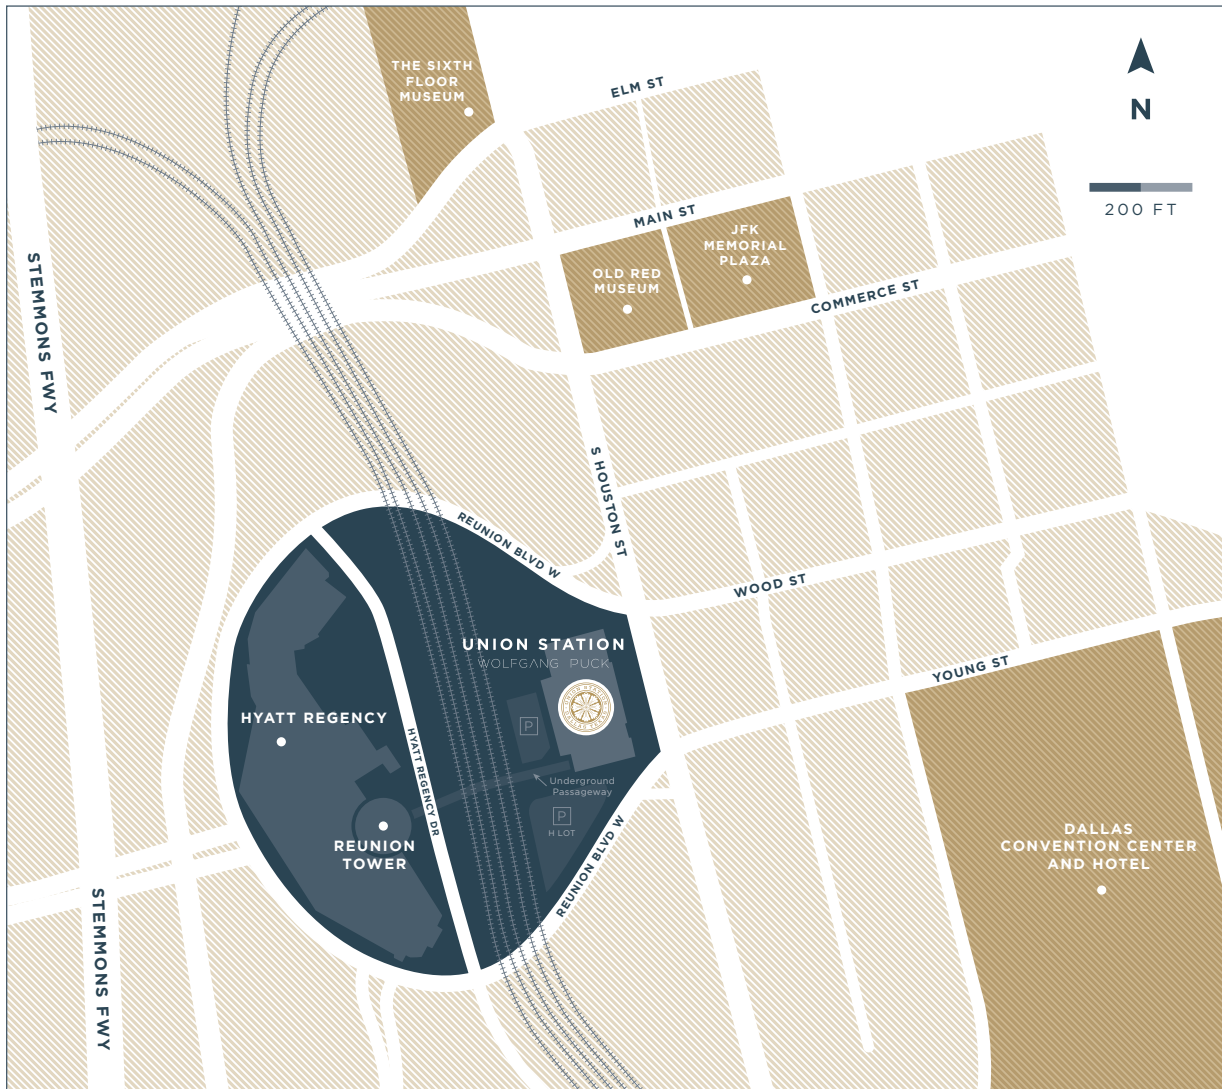 THE SIXTH
FLOOR
MUSEUM
ELM ST
N
200 FT
MAIN ST
JFK
MEMORIAL
PLAZA
OLD RED
MUSEUM
COMMERCE ST
STEMMONS FWY
S HOUSTON ST
REUNION BLVD W
WOOD ST
UNION STATION
WOLFGANG PUCK
YOUNG ST
HYATT REGENCY
HYATT REGENCY DR
P
Underground
Passageway
P
H LOT
REUNION
TOWER
REUNION BLVD W
DALLAS
CONVENTION CENTER
AND HOTEL
STEMMONS FWY